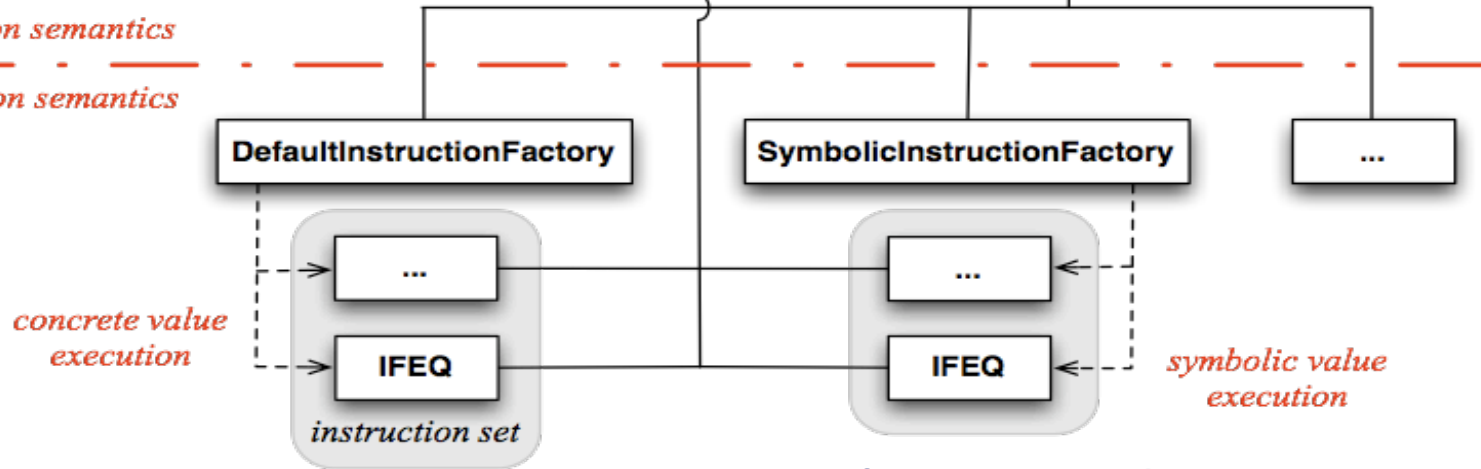 on semantics
on semantics
DefaultInstructionFactory
SymbolicInstructionFactory
...
...
...
concrete value
execution
IFEQ
IFEQ
symbolic value
execution
instruction set